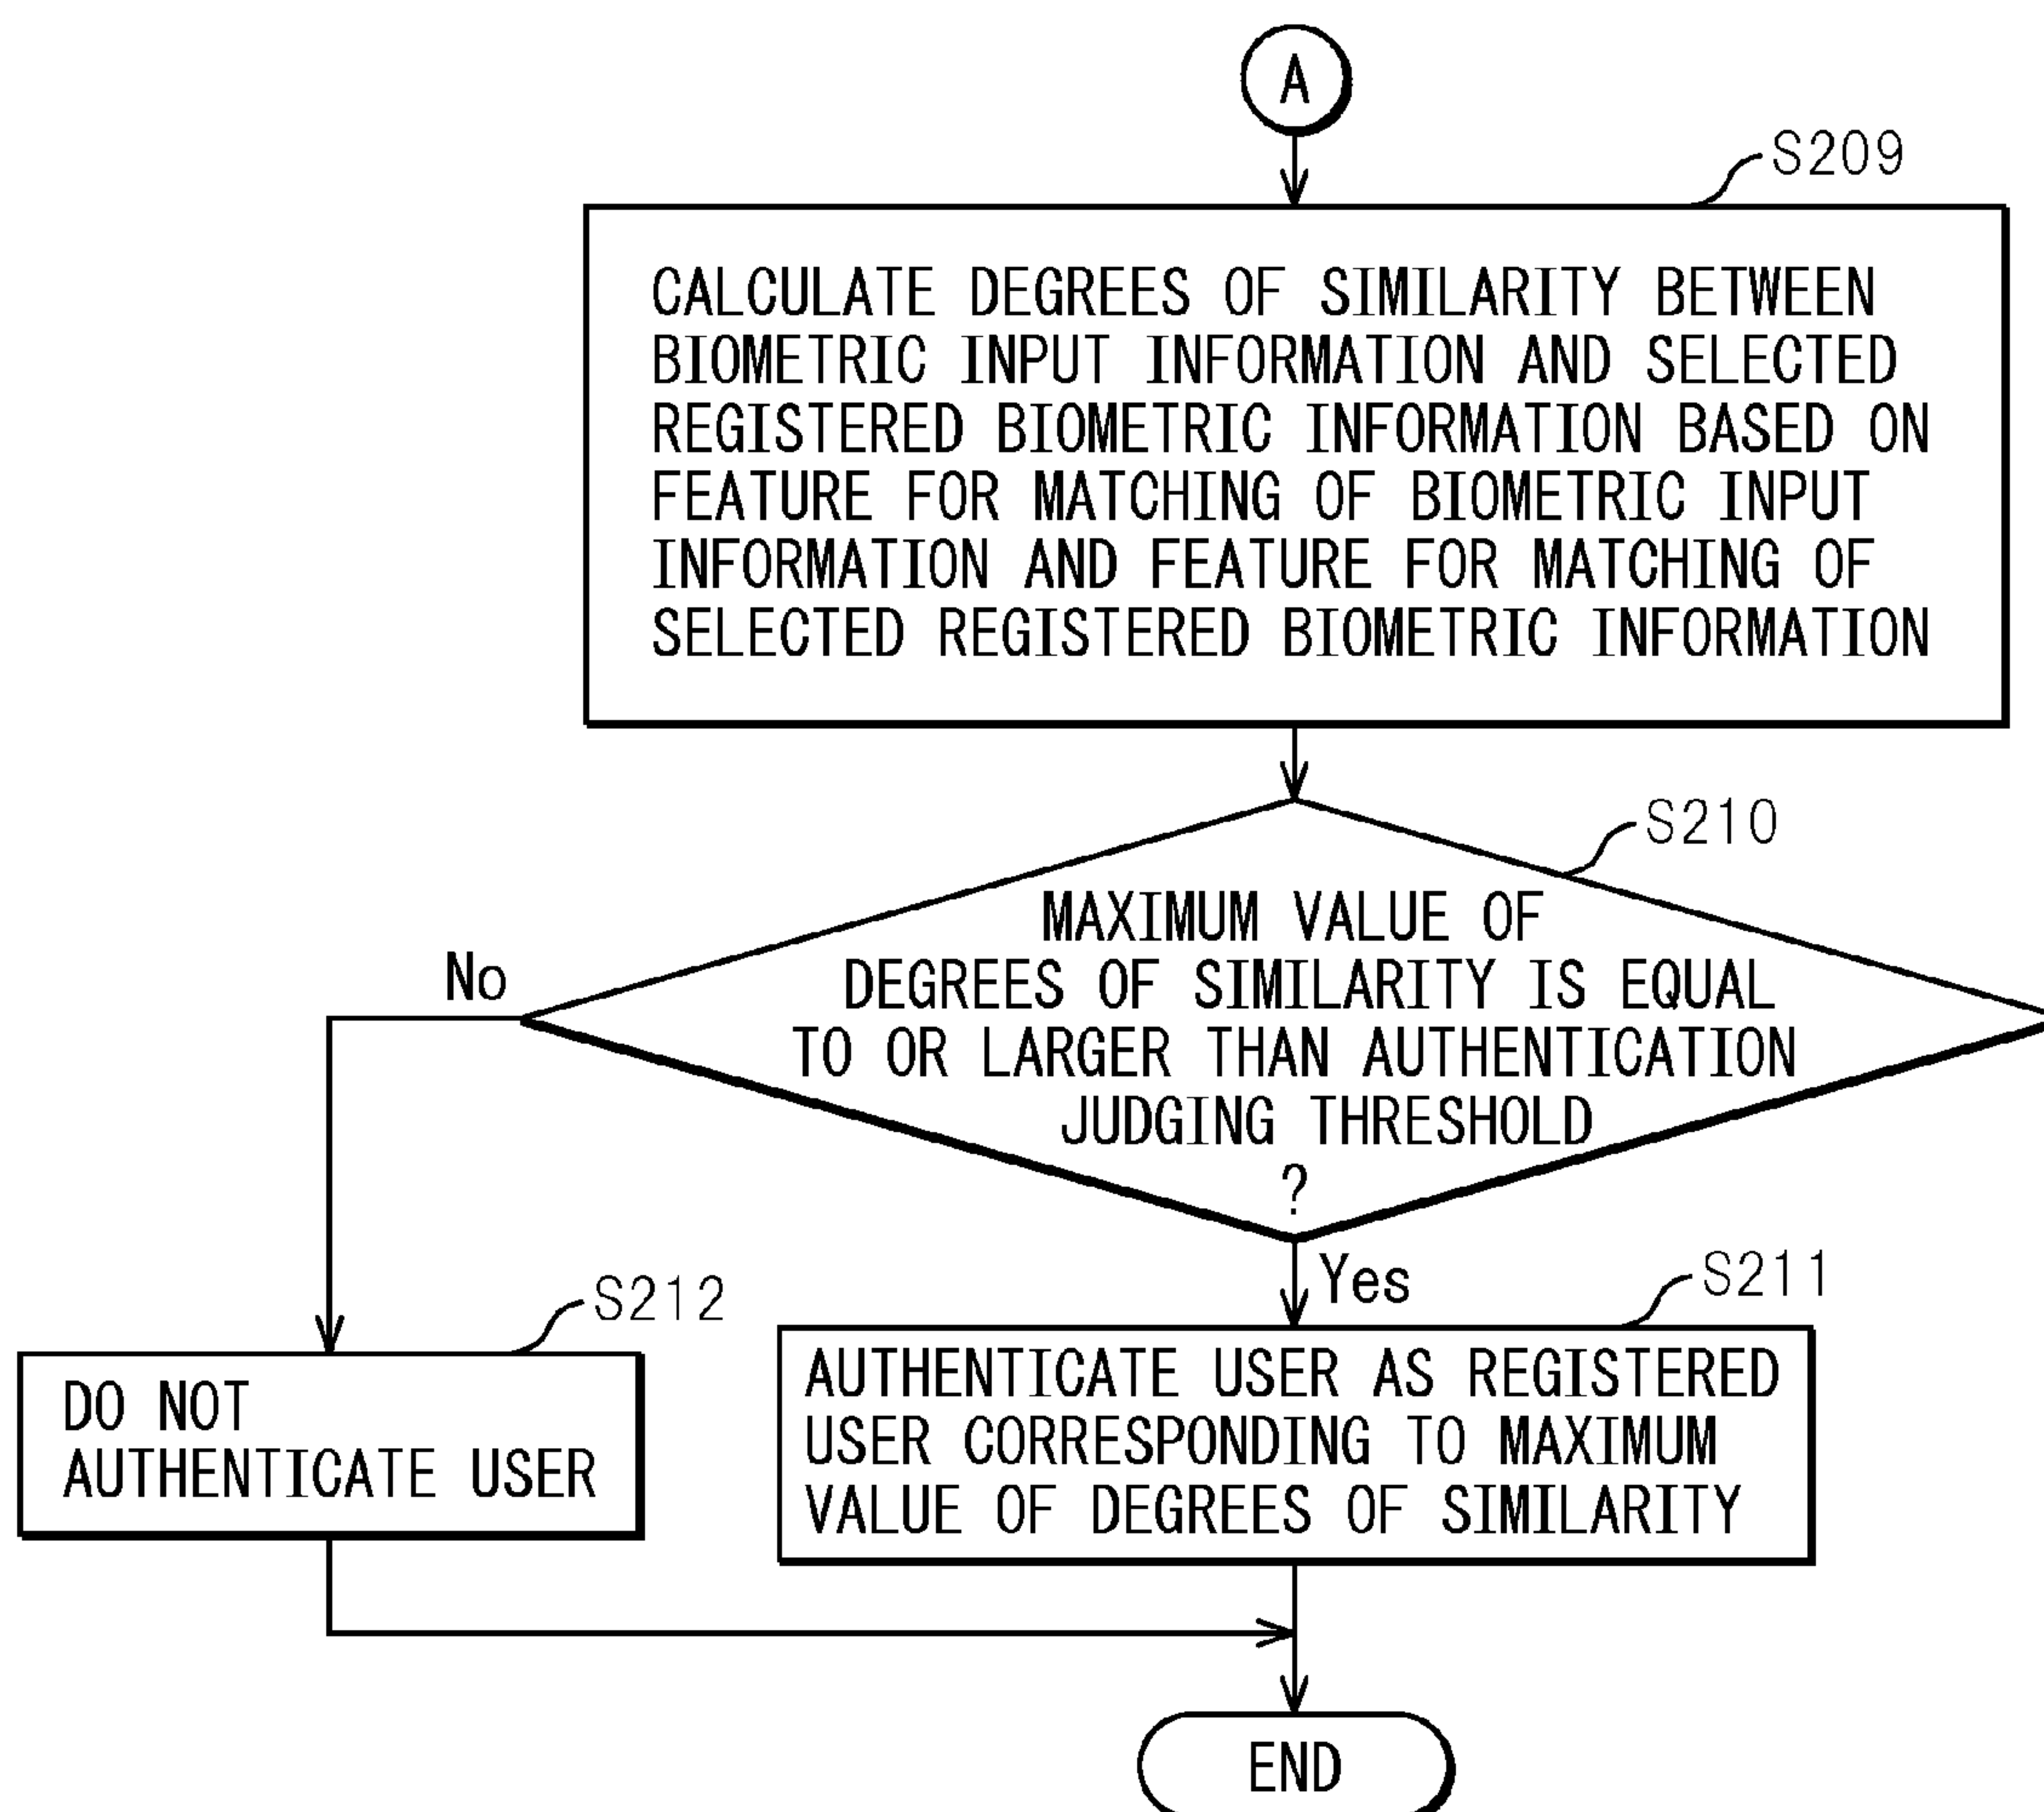 A
S209
CALCULATE DEGREES OF SIMILARITY BETWEEN
BIOMETRIC INPUT INFORMATION AND SELECTED
REGISTERED BIOMETRIC INFORMATION BASED ON
FEATURE FOR MATCHING OF BIOMETRIC INPUT
INFORMATION AND FEATURE FOR MATCHING OF
SELECTED REGISTERED BIOMETRIC INFORMATION
S210
MAXIMUM VALUE OF
DEGREES OF SIMILARITY IS EQUAL
TO OR LARGER THAN AUTHENTICATION
JUDGING THRESHOLD
?
No
Yes
S211
AUTHENTICATE USER AS REGISTERED
USER CORRESPONDING TO MAXIMUM
VALUE OF DEGREES OF SIMILARITY
S212
DO NOT
AUTHENTICATE USER
END